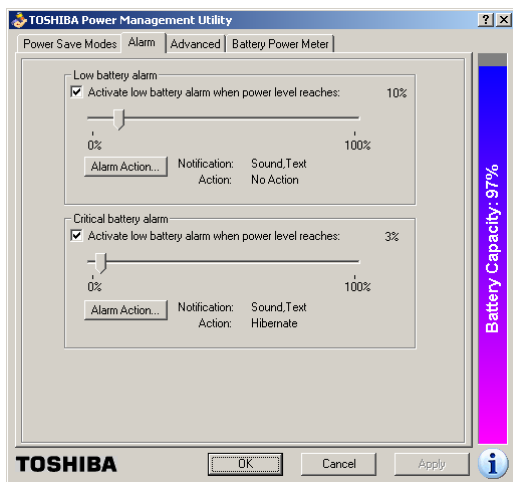 TOSHIBA Power Management Utility
Power Save Modes Alarm Advanced Battery Power Meter
Low battery alarm
Activate low battery alarm when power level reaches: 10%
0% 100%
Alarm Action... Notification: Sound,Text
Action: No Action
Critical battery alarm
Activate low battery alarm when power level reaches: 3%
0% 100%
Alarm Action... Notification: Sound,Text
Action: Hibernate
Battery Capacity: 97%
TOSHIBA OK Cancel Apply i